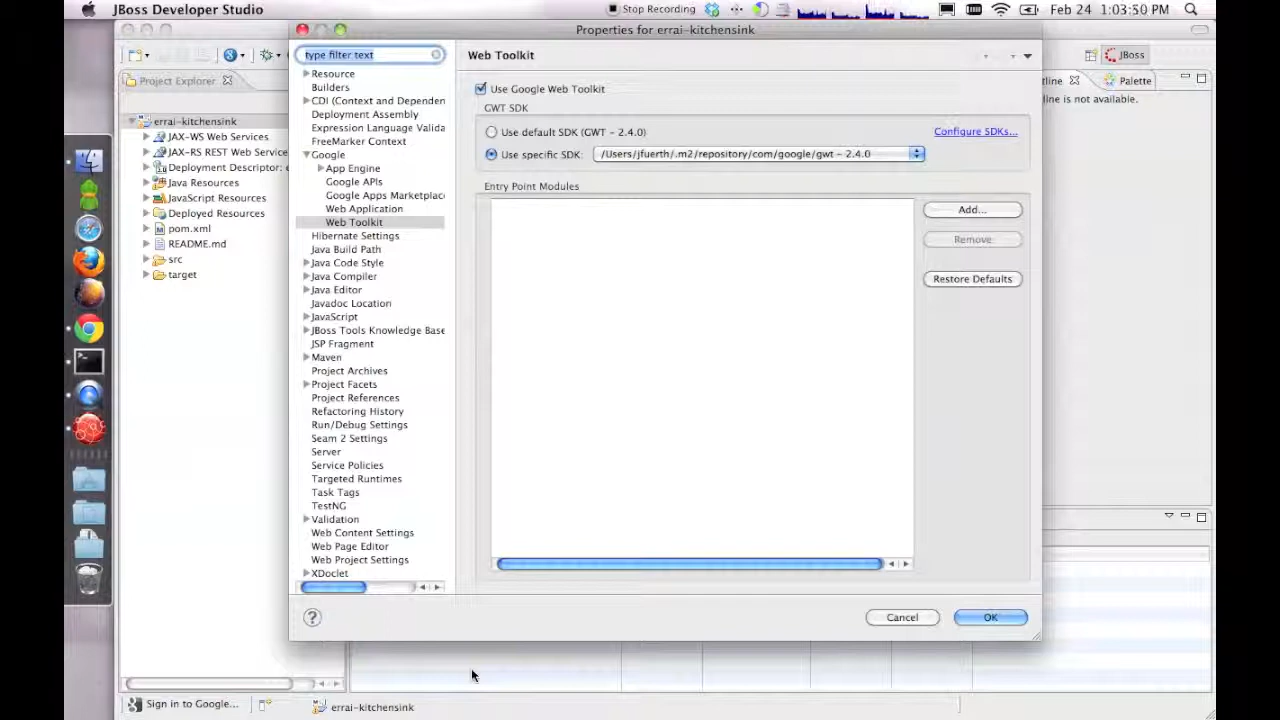 JBoss Developer Studio
Stop Recording
Feb 24 1:03:50 PM
Properties for errai-kitchensink
Project Explorer
errai-kitchensink
JAX-WS Web Services
JAX-RS REST Web Service
Deployment Descriptor: e
Java Resources
JavaScript Resources
Deployed Resources
pom.xml
README.md
src
target
type filter text
Resource
Builders
CDI (Context and Dependen
Deployment Assembly
Expression Language Valida
FreeMarker Context
Google
App Engine
Google APIs
Google Apps Marketplac
Web Application
Web Toolkit
Hibernate Settings
Java Build Path
Java Code Style
Java Compiler
Java Editor
Javadoc Location
JavaScript
JBoss Tools Knowledge Base
JSP Fragment
Maven
Project Archives
Project Facets
Project References
Refactoring History
Run/Debug Settings
Seam 2 Settings
Server
Service Policies
Targeted Runtimes
Task Tags
TestNG
Validation
Web Content Settings
Web Page Editor
Web Project Settings
XDoclet
Web Toolkit
Use Google Web Toolkit
GWT SDK
Use default SDK (GWT - 2.4.0)
Configure SDKs...
Use specific SDK:
/Users/jfuerth/.m2/repository/com/google/gwt - 2.4.0
Entry Point Modules
Add...
Remove
Restore Defaults
Cancel
OK
JBoss
tline
Palette
line is not available.
Sign in to Google...
errai-kitchensink